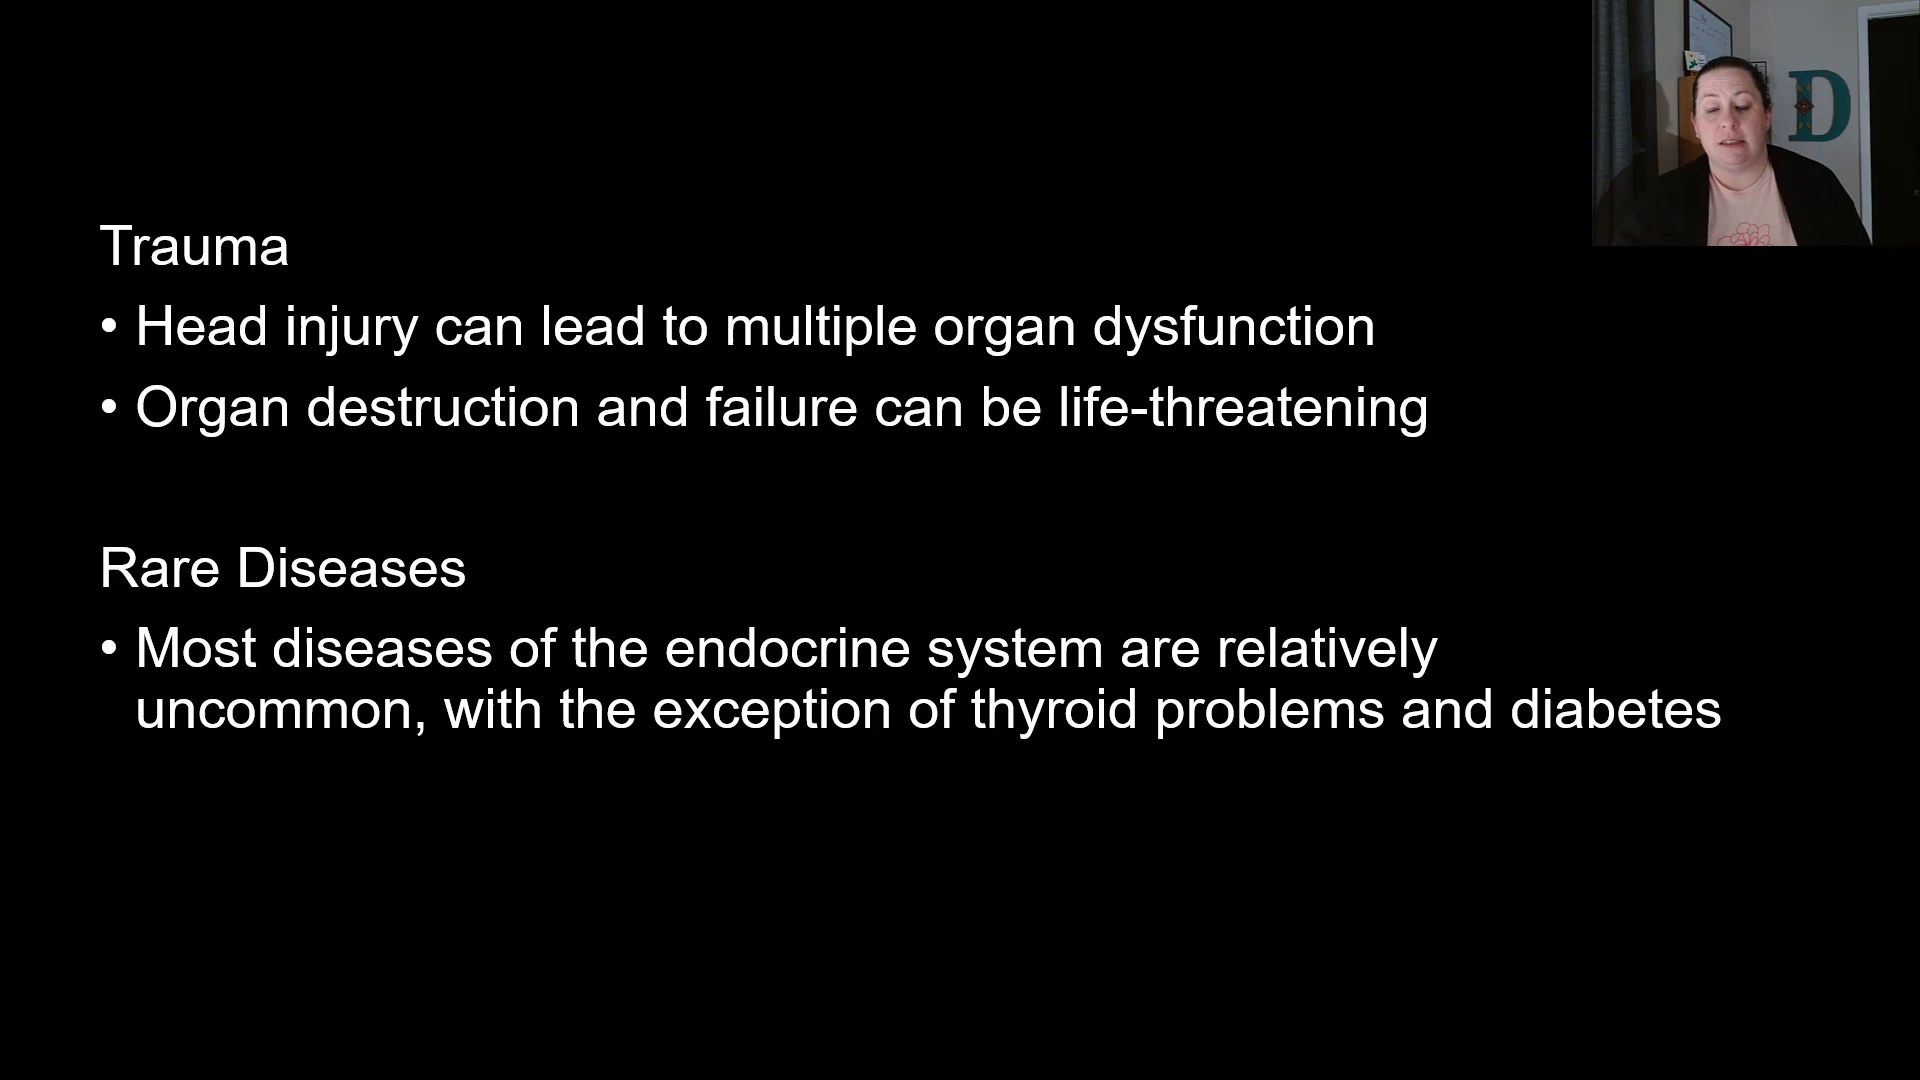 Trauma
• Head injury can lead to multiple organ dysfunction
• Organ destruction and failure can be life-threatening
Rare Diseases
• Most diseases of the endocrine system are relatively
uncommon, with the exception of thyroid problems and diabetes
D